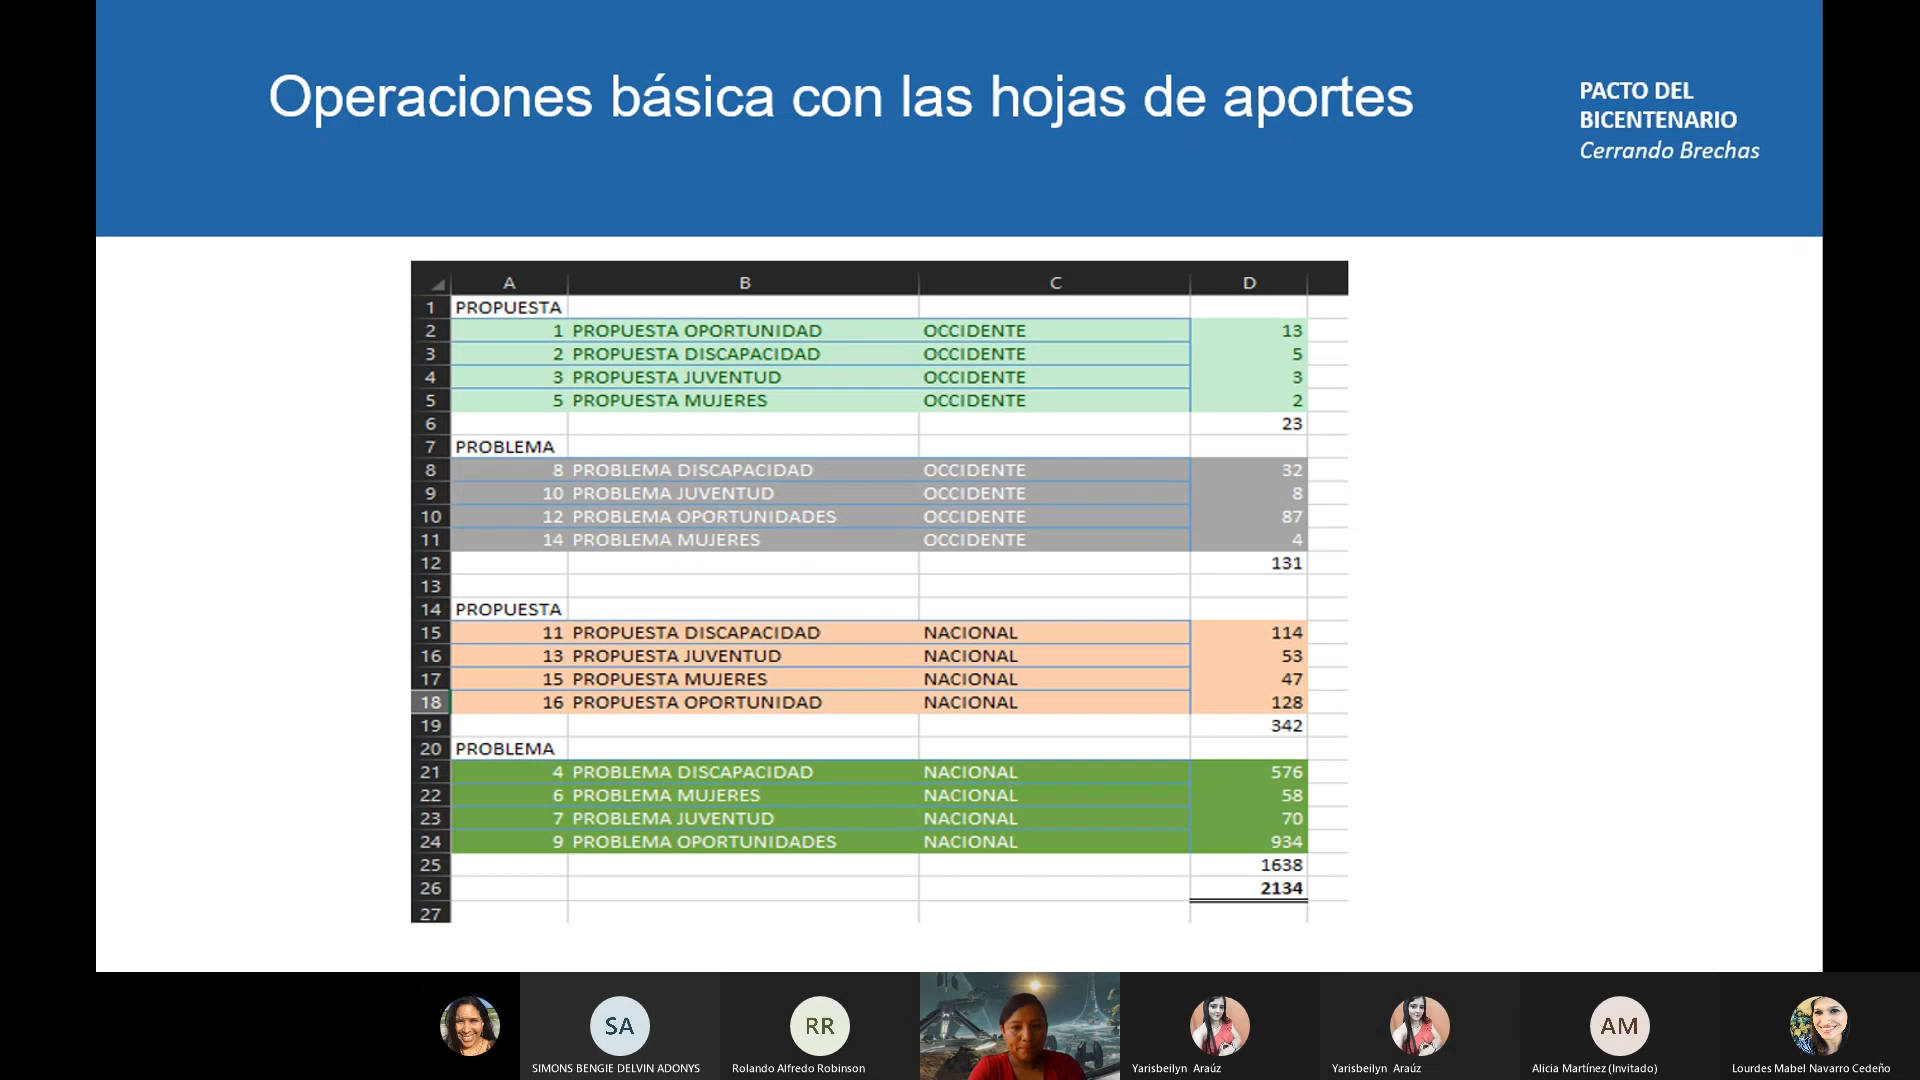 Operaciones básica con las hojas de aportes
PACTO DEL
BICENTENARIO
Cerrando Brechas
A B C D
1 PROPUESTA
2 1 PROPUESTA OPORTUNIDAD OCCIDENTE 13
3 2 PROPUESTA DISCAPACIDAD OCCIDENTE 5
4 3 PROPUESTA JUVENTUD OCCIDENTE 3
5 5 PROPUESTA MUJERES OCCIDENTE 2
6 23
7 PROBLEMA
8 8 PROBLEMA DISCAPACIDAD OCCIDENTE 32
9 10 PROBLEMA JUVENTUD OCCIDENTE 8
10 12 PROBLEMA OPORTUNIDADES OCCIDENTE 87
11 14 PROBLEMA MUJERES OCCIDENTE 4
12 131
13
14 PROPUESTA
15 11 PROPUESTA DISCAPACIDAD NACIONAL 114
16 13 PROPUESTA JUVENTUD NACIONAL 53
17 15 PROPUESTA MUJERES NACIONAL 47
18 16 PROPUESTA OPORTUNIDAD NACIONAL 128
19 342
20 PROBLEMA
21 4 PROBLEMA DISCAPACIDAD NACIONAL 576
22 6 PROBLEMA MUJERES NACIONAL 58
23 7 PROBLEMA JUVENTUD NACIONAL 70
24 9 PROBLEMA OPORTUNIDADES NACIONAL 934
25 1638
26 2134
27
SA RR AM
SIMONS BENGIE DELVIN ADONYS Rolando Alfredo Robinson Yarisbeilyn Araúz Yarisbeilyn Araúz Alicia Martínez (Invitado) Lourdes Mabel Navarro Cedeño